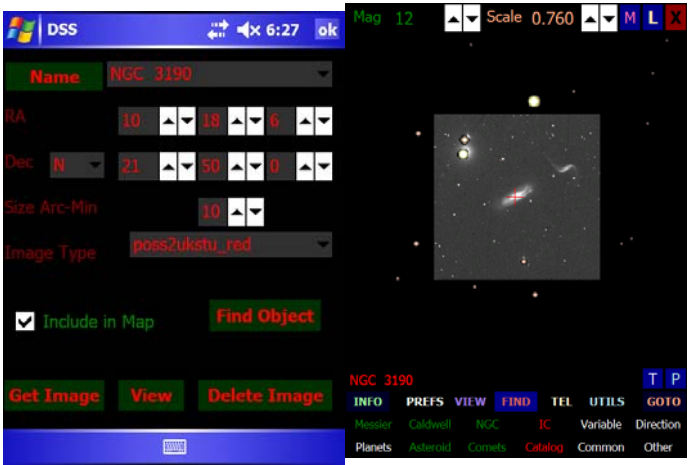 DSS 6:27 ok
Name NGC 3190
RA 10 18 6
Dec N 21 50 0
Size Arc-Min 10
Image Type poss2ukstu_red
Include in Map Find Object
Get Image View Delete Image
Mag 12 Scale 0.760 M L X
NGC 3190 T P
INFO PREFS VIEW FIND TEL UTILS GOTO
Messier Caldwell NGC IC Variable Direction
Planets Asteroid Comets Catalog Common Other